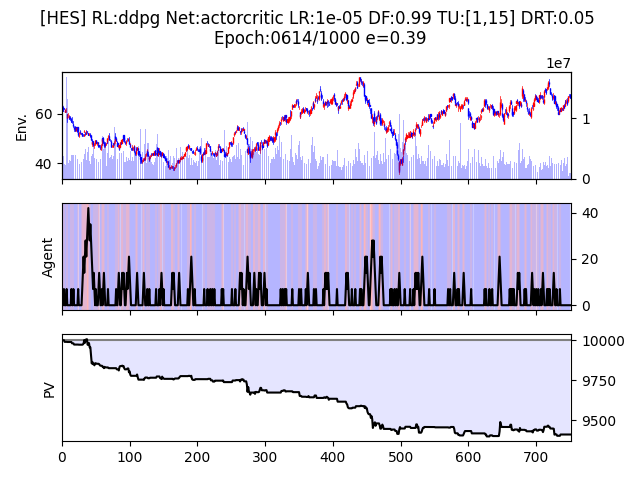 [HES] RL:ddpg Net:actorcritic LR:1e-05 DF:0.99 TU:[1,15] DRT:0.05
Epoch:0614/1000 e=0.39
1e7
Env.
60
40
1
0
Agent
40
20
0
PV
10000
9750
9500
0 100 200 300 400 500 600 700